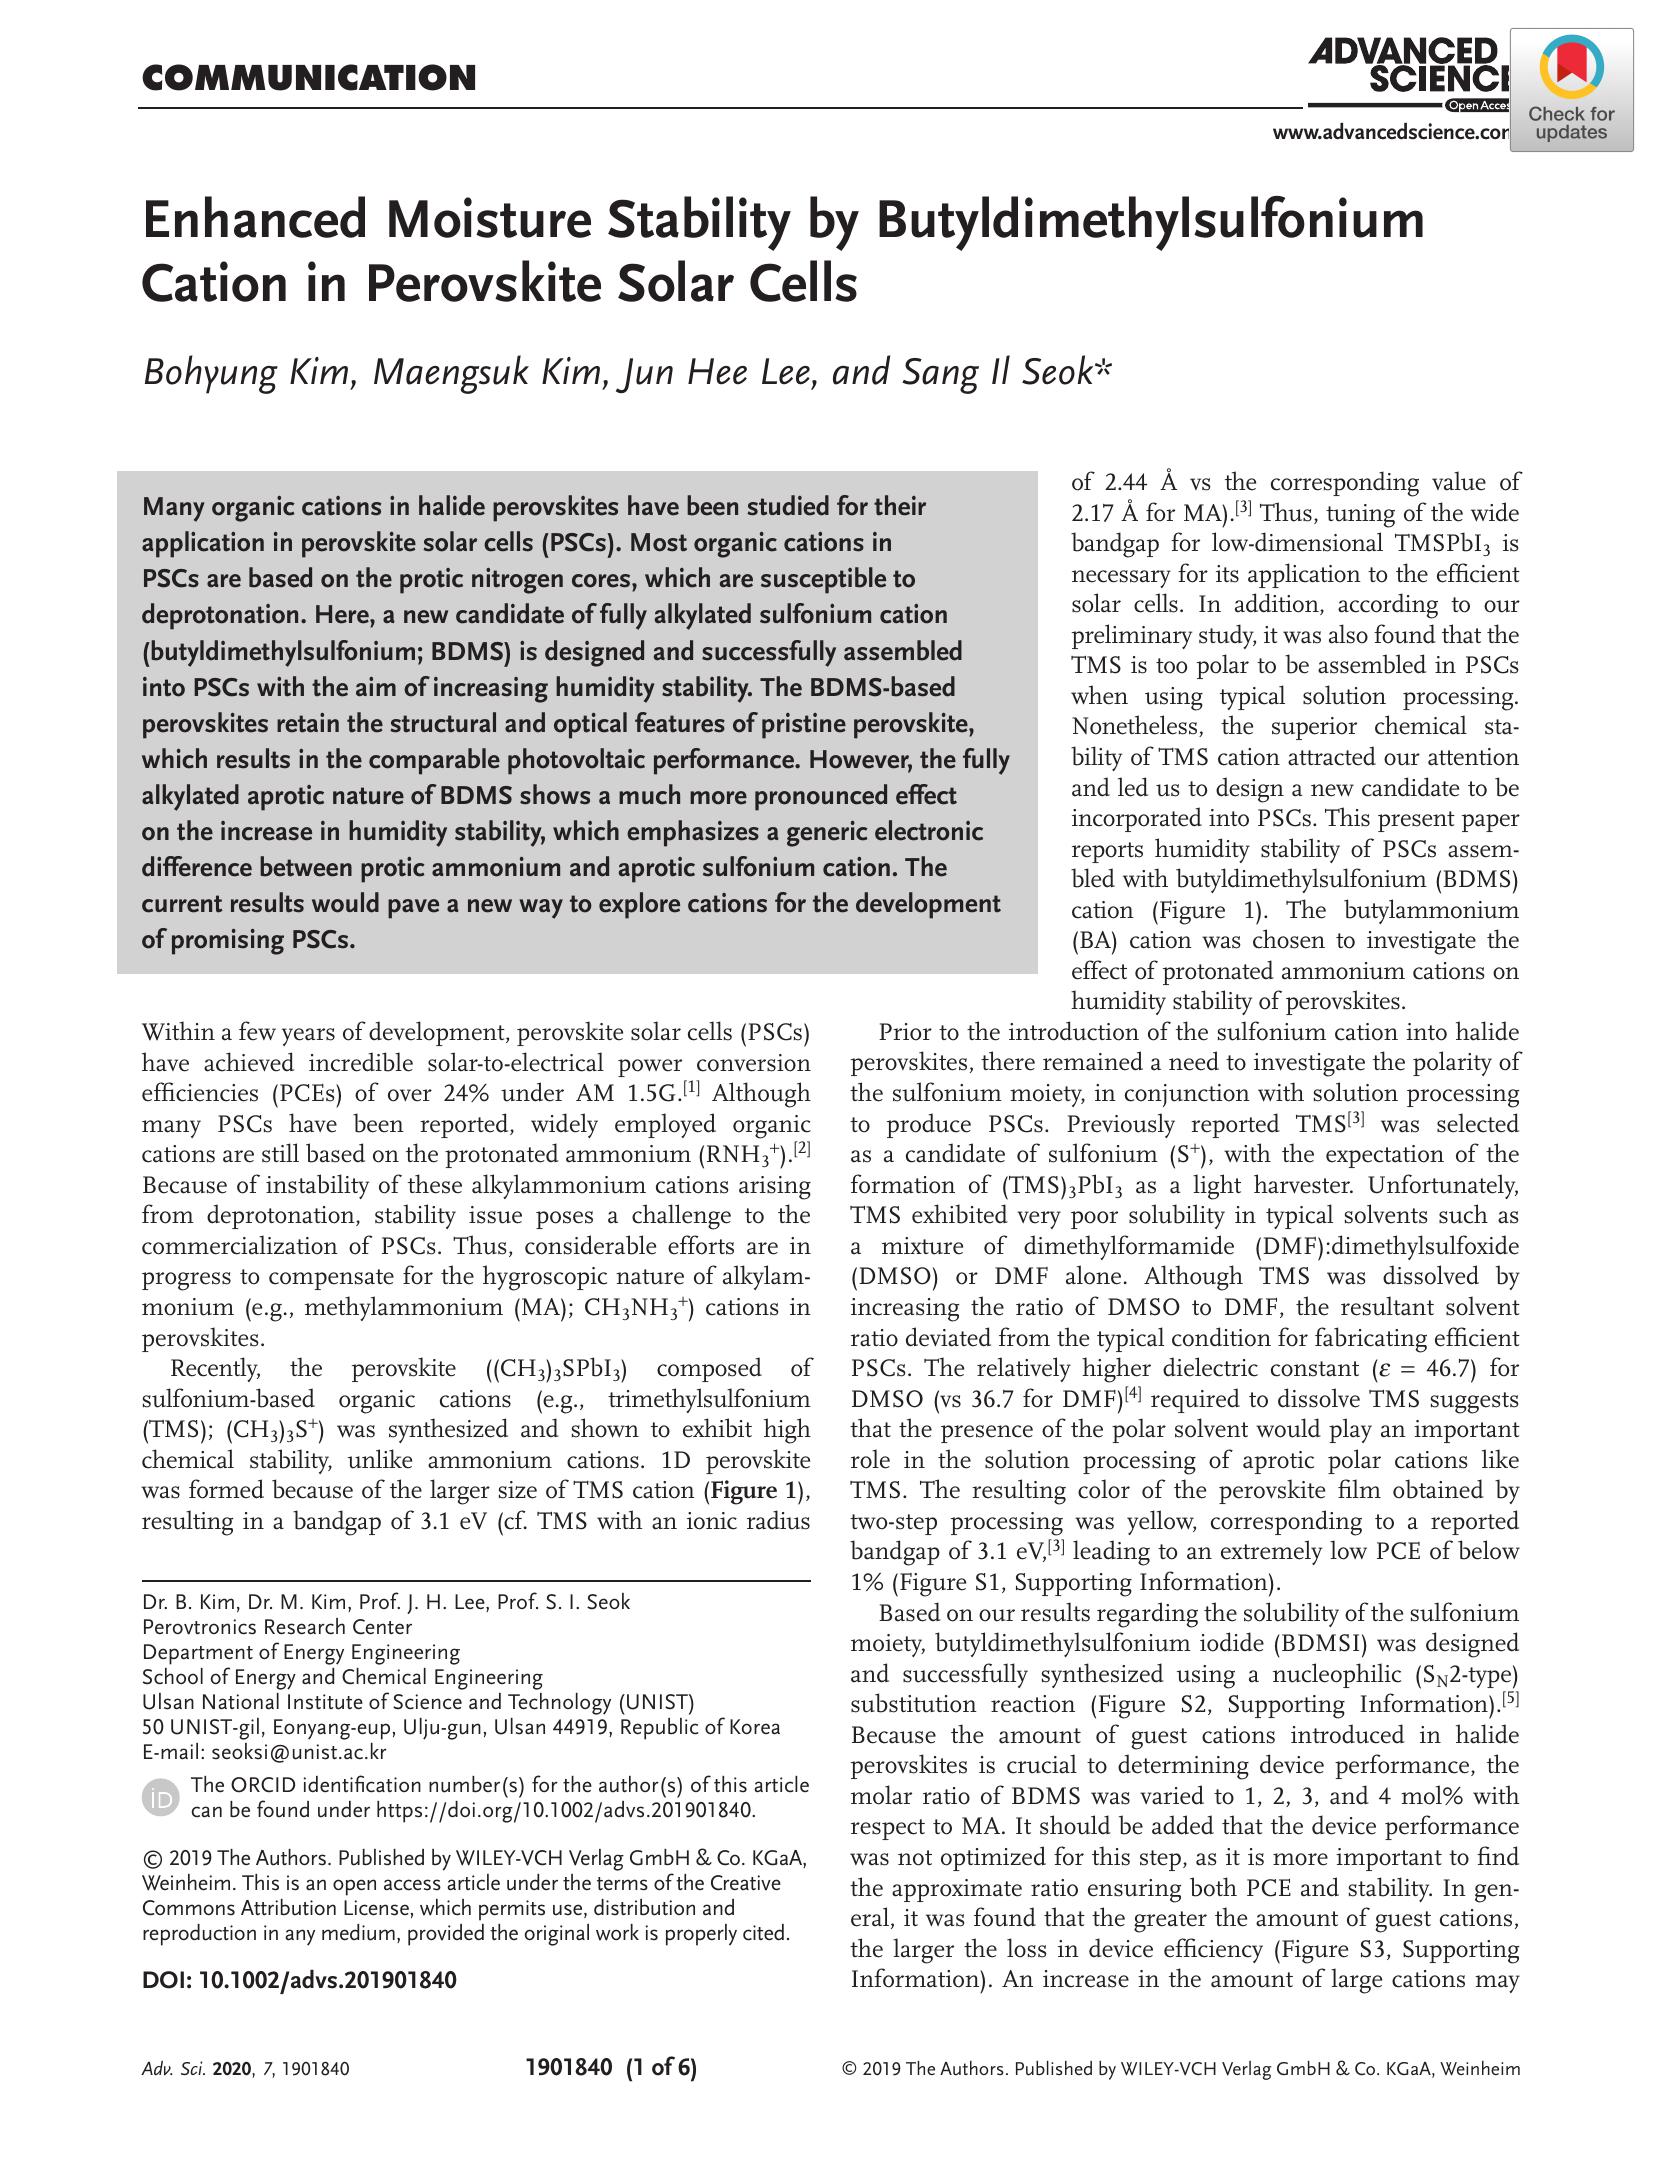 COMMUNICATION
ADVANCED
SCIENCE
Open Acces
www.advancedscience.com
Check for
updates
Enhanced Moisture Stability by Butyldimethylsulfonium
Cation in Perovskite Solar Cells
Bohyung Kim, Maengsuk Kim, Jun Hee Lee, and Sang Il Seok*
Many organic cations in halide perovskites have been studied for their
application in perovskite solar cells (PSCs). Most organic cations in
PSCs are based on the protic nitrogen cores, which are susceptible to
deprotonation. Here, a new candidate of fully alkylated sulfonium cation
(butyldimethylsulfonium; BDMS) is designed and successfully assembled
into PSCs with the aim of increasing humidity stability. The BDMS-based
perovskites retain the structural and optical features of pristine perovskite,
which results in the comparable photovoltaic performance. However, the fully
alkylated aprotic nature of BDMS shows a much more pronounced effect
on the increase in humidity stability, which emphasizes a generic electronic
difference between protic ammonium and aprotic sulfonium cation. The
current results would pave a new way to explore cations for the development
of promising PSCs.
Within a few years of development, perovskite solar cells (PSCs)
have achieved incredible solar-to-electrical power conversion
efficiencies (PCEs) of over 24% under AM 1.5G.[1] Although
many PSCs have been reported, widely employed organic
cations are still based on the protonated ammonium (RNH₃⁺).[2]
Because of instability of these alkylammonium cations arising
from deprotonation, stability issue poses a challenge to the
commercialization of PSCs. Thus, considerable efforts are in
progress to compensate for the hygroscopic nature of alkylam-
monium (e.g., methylammonium (MA); CH₃NH₃⁺) cations in
perovskites.
Recently, the perovskite ((CH₃)₃SPbI₃) composed of
sulfonium-based organic cations (e.g., trimethylsulfonium
(TMS); (CH₃)₃S⁺) was synthesized and shown to exhibit high
chemical stability, unlike ammonium cations. 1D perovskite
was formed because of the larger size of TMS cation (Figure 1),
resulting in a bandgap of 3.1 eV (cf. TMS with an ionic radius
Dr. B. Kim, Dr. M. Kim, Prof. J. H. Lee, Prof. S. I. Seok
Perovtronics Research Center
Department of Energy Engineering
School of Energy and Chemical Engineering
Ulsan National Institute of Science and Technology (UNIST)
50 UNIST-gil, Eonyang-eup, Ulju-gun, Ulsan 44919, Republic of Korea
E-mail: seoksi@unist.ac.kr
iD
The ORCID identification number(s) for the author(s) of this article
can be found under https://doi.org/10.1002/advs.201901840.
© 2019 The Authors. Published by WILEY-VCH Verlag GmbH & Co. KGaA,
Weinheim. This is an open access article under the terms of the Creative
Commons Attribution License, which permits use, distribution and
reproduction in any medium, provided the original work is properly cited.
DOI: 10.1002/advs.201901840
of 2.44 Å vs the corresponding value of
2.17 Å for MA).[3] Thus, tuning of the wide
bandgap for low-dimensional TMSPbI₃ is
necessary for its application to the efficient
solar cells. In addition, according to our
preliminary study, it was also found that the
TMS is too polar to be assembled in PSCs
when using typical solution processing.
Nonetheless, the superior chemical sta-
bility of TMS cation attracted our attention
and led us to design a new candidate to be
incorporated into PSCs. This present paper
reports humidity stability of PSCs assem-
bled with butyldimethylsulfonium (BDMS)
cation (Figure 1). The butylammonium
(BA) cation was chosen to investigate the
effect of protonated ammonium cations on
humidity stability of perovskites.
Prior to the introduction of the sulfonium cation into halide
perovskites, there remained a need to investigate the polarity of
the sulfonium moiety, in conjunction with solution processing
to produce PSCs. Previously reported TMS[3] was selected
as a candidate of sulfonium (S⁺), with the expectation of the
formation of (TMS)₃PbI₃ as a light harvester. Unfortunately,
TMS exhibited very poor solubility in typical solvents such as
a mixture of dimethylformamide (DMF):dimethylsulfoxide
(DMSO) or DMF alone. Although TMS was dissolved by
increasing the ratio of DMSO to DMF, the resultant solvent
ratio deviated from the typical condition for fabricating efficient
PSCs. The relatively higher dielectric constant (ε = 46.7) for
DMSO (vs 36.7 for DMF)[4] required to dissolve TMS suggests
that the presence of the polar solvent would play an important
role in the solution processing of aprotic polar cations like
TMS. The resulting color of the perovskite film obtained by
two-step processing was yellow, corresponding to a reported
bandgap of 3.1 eV,[3] leading to an extremely low PCE of below
1% (Figure S1, Supporting Information).
Based on our results regarding the solubility of the sulfonium
moiety, butyldimethylsulfonium iodide (BDMSI) was designed
and successfully synthesized using a nucleophilic (S_N2-type)
substitution reaction (Figure S2, Supporting Information).[5]
Because the amount of guest cations introduced in halide
perovskites is crucial to determining device performance, the
molar ratio of BDMS was varied to 1, 2, 3, and 4 mol% with
respect to MA. It should be added that the device performance
was not optimized for this step, as it is more important to find
the approximate ratio ensuring both PCE and stability. In gen-
eral, it was found that the greater the amount of guest cations,
the larger the loss in device efficiency (Figure S3, Supporting
Information). An increase in the amount of large cations may
Adv. Sci. 2020, 7, 1901840
1901840 (1 of 6)
© 2019 The Authors. Published by WILEY-VCH Verlag GmbH & Co. KGaA, Weinheim